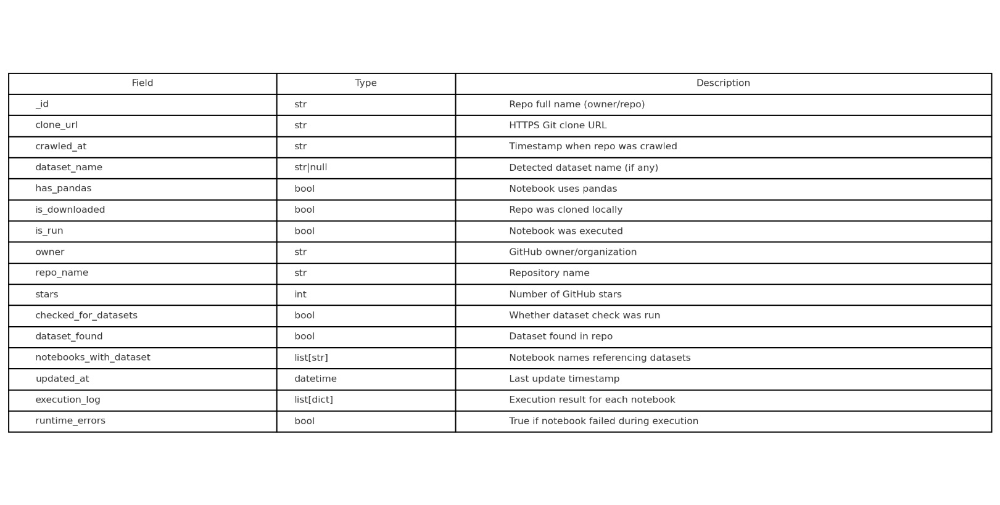 Field Type Description
_id str Repo full name (owner/repo)
clone_url str HTTPS Git clone URL
crawled_at str Timestamp when repo was crawled
dataset_name str|null Detected dataset name (if any)
has_pandas bool Notebook uses pandas
is_downloaded bool Repo was cloned locally
is_run bool Notebook was executed
owner str GitHub owner/organization
repo_name str Repository name
stars int Number of GitHub stars
checked_for_datasets bool Whether dataset check was run
dataset_found bool Dataset found in repo
notebooks_with_dataset list[str] Notebook names referencing datasets
updated_at datetime Last update timestamp
execution_log list[dict] Execution result for each notebook
runtime_errors bool True if notebook failed during execution